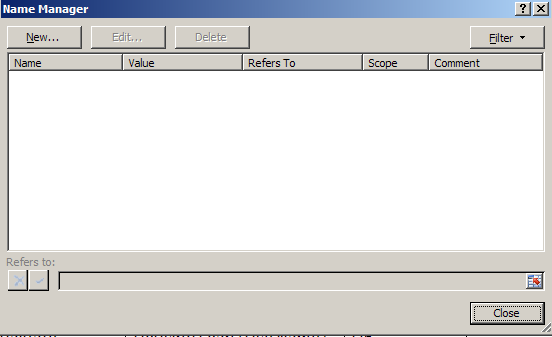 Name Manager
New... Edit... Delete Filter
Name Value Refers To Scope Comment
Refers to:
Close